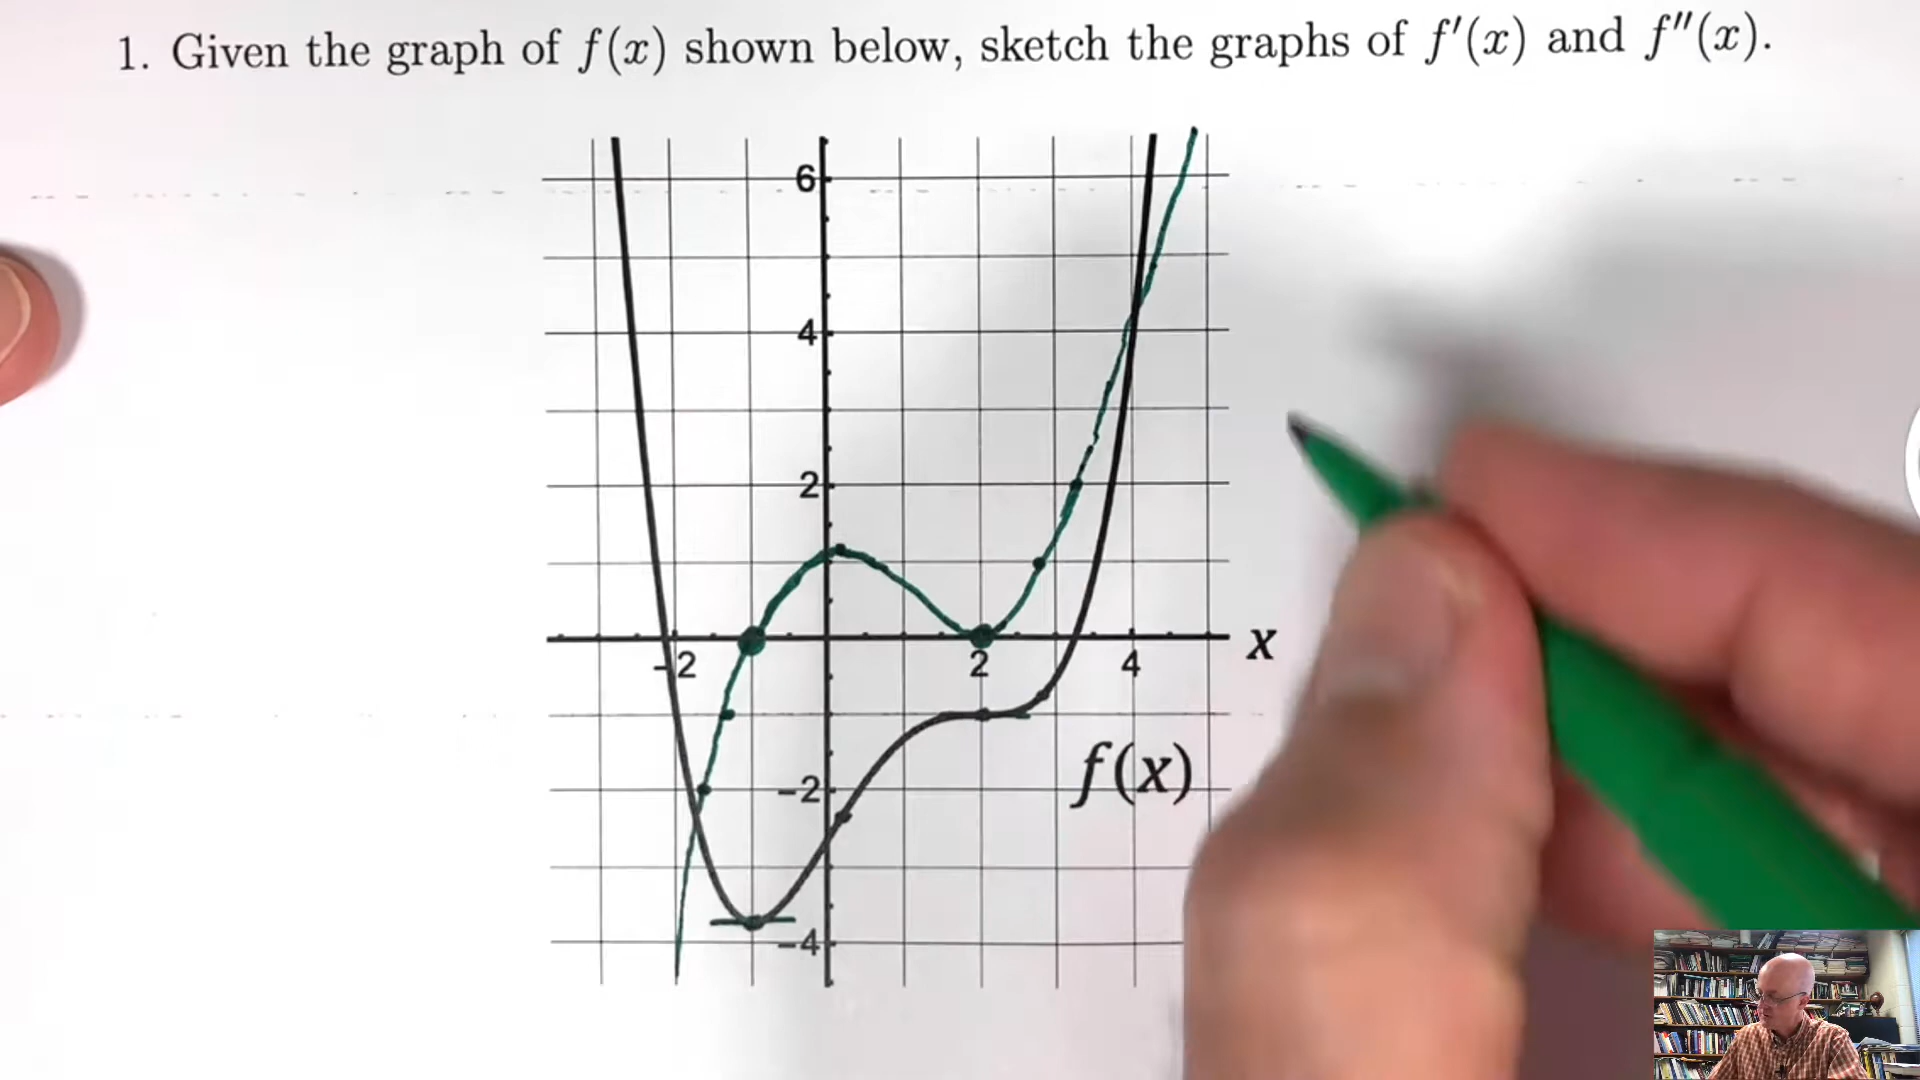 1. Given the graph of f(x) shown below, sketch the graphs of f′(x) and f″(x).
6
4
2
x
-2 2 4
f(x)
-2
-4